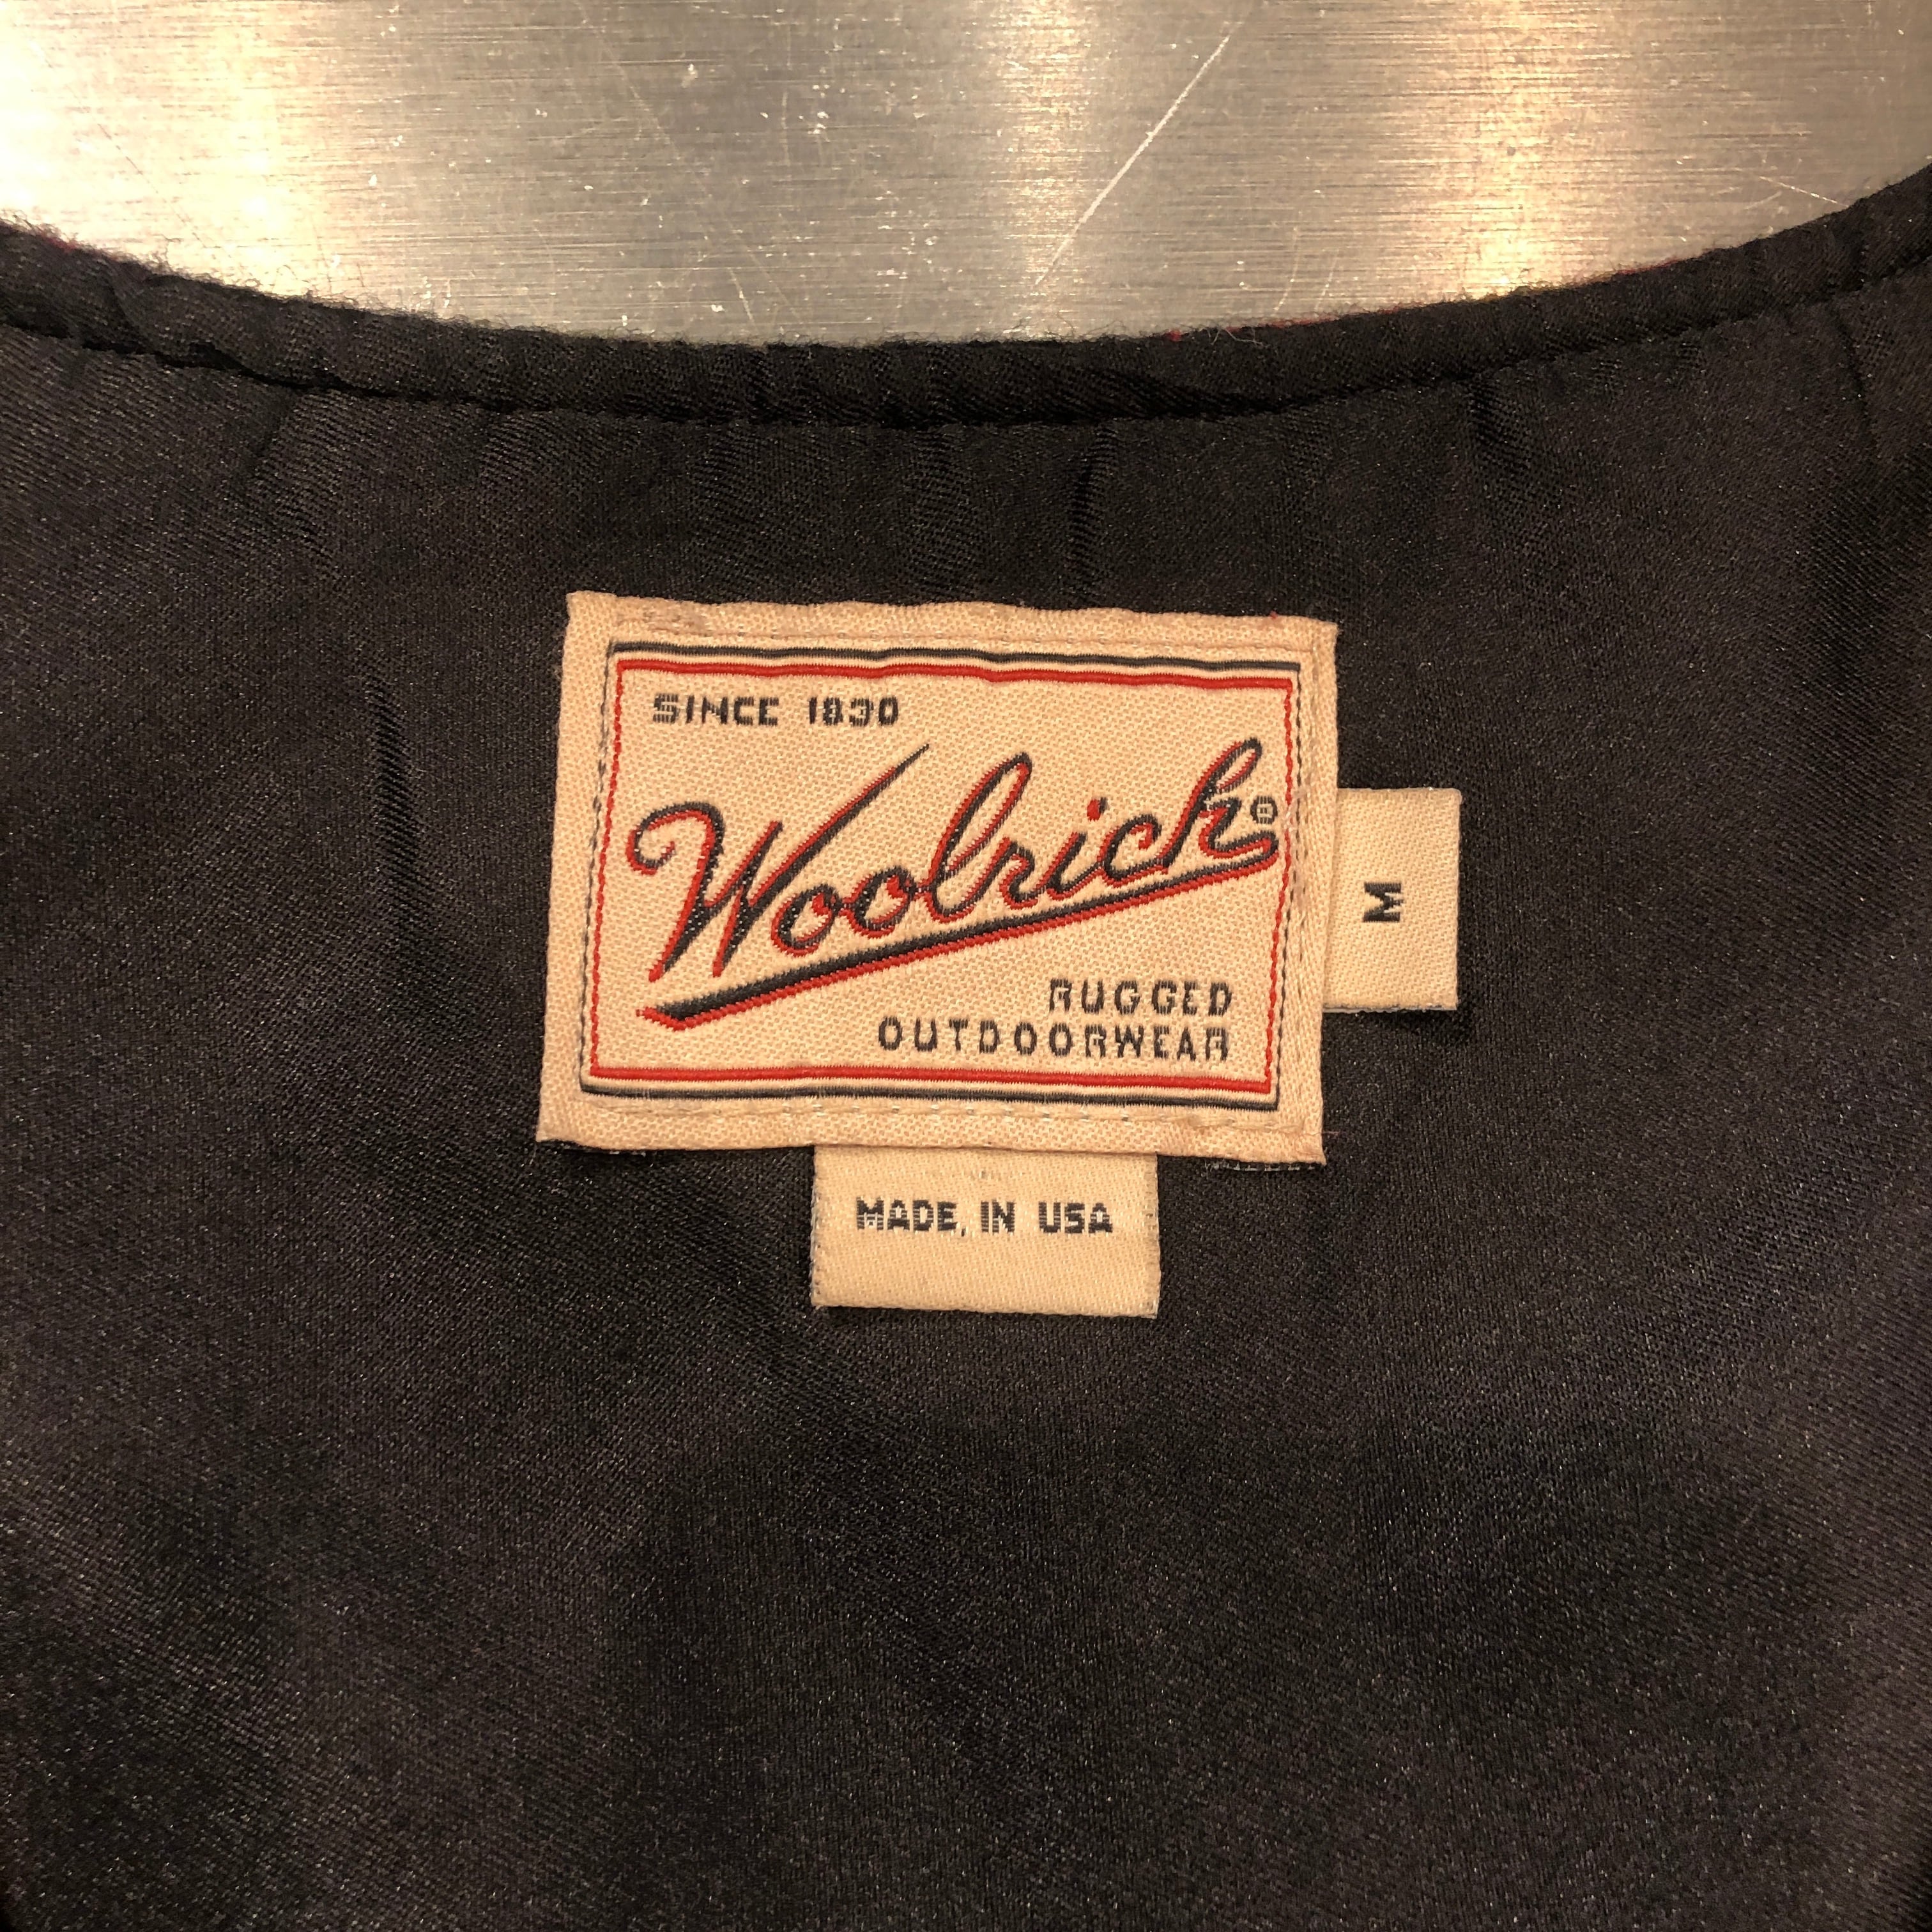 SINCE 1830
Woolrich®
RUGGED
OUTDOORWEAR
M
MADE IN USA